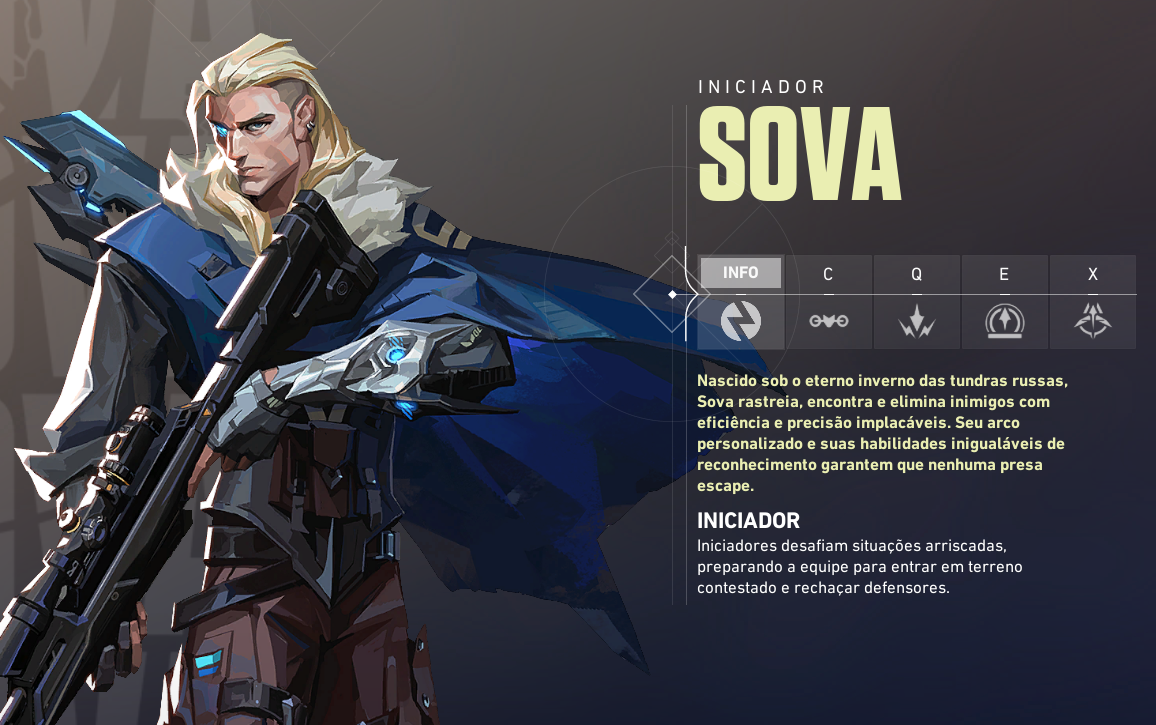 INICIADOR
SOVA
INFO C Q E X
Nascido sob o eterno inverno das tundras russas,
Sova rastreia, encontra e elimina inimigos com
eficiência e precisão implacáveis. Seu arco
personalizado e suas habilidades inigualáveis de
reconhecimento garantem que nenhuma presa
escape.
INICIADOR
Iniciadores desafiam situações arriscadas,
preparando a equipe para entrar em terreno
contestado e rechaçar defensores.